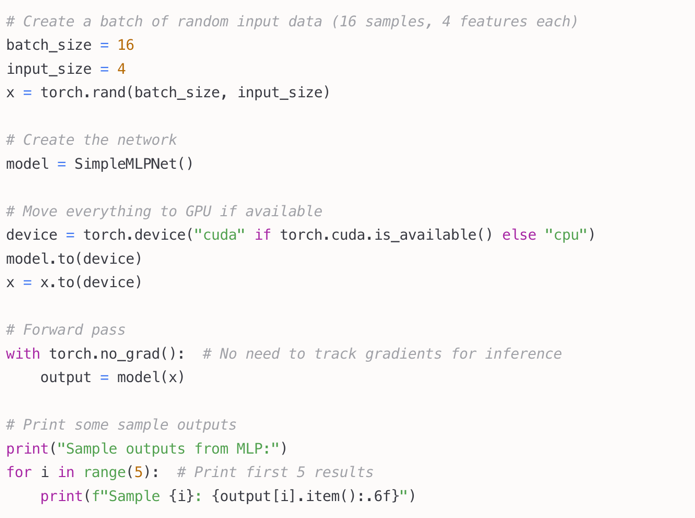 # Create a batch of random input data (16 samples, 4 features each)
batch_size = 16
input_size = 4
x = torch.rand(batch_size, input_size)

# Create the network
model = SimpleMLPNet()

# Move everything to GPU if available
device = torch.device("cuda" if torch.cuda.is_available() else "cpu")
model.to(device)
x = x.to(device)

# Forward pass
with torch.no_grad():  # No need to track gradients for inference
    output = model(x)

# Print some sample outputs
print("Sample outputs from MLP:")
for i in range(5):  # Print first 5 results
    print(f"Sample {i}: {output[i].item():.6f}")